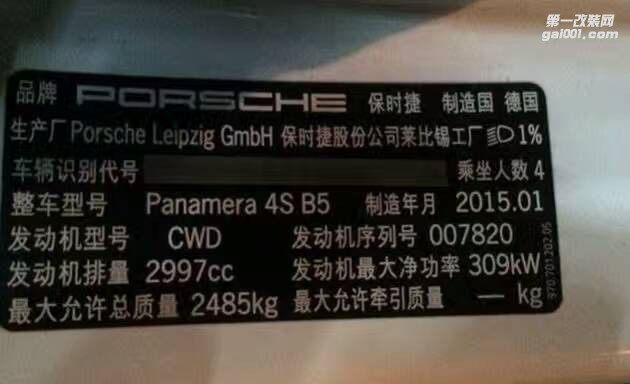 第一改装网
gai001.com
品牌 PORSCHE 保时捷 制造国 德国
生产厂 Porsche Leipzig GmbH 保时捷股份公司莱比锡工厂 1%
车辆识别代号 乘坐人数 4
整车型号 Panamera 4S B5 制造年月 2015.01
发动机型号 CWD 发动机序列号 007820
发动机排量 2997cc 发动机最大净功率 309kW
最大允许总质量 2485kg 最大允许牵引质量 — kg
970.701.202.05